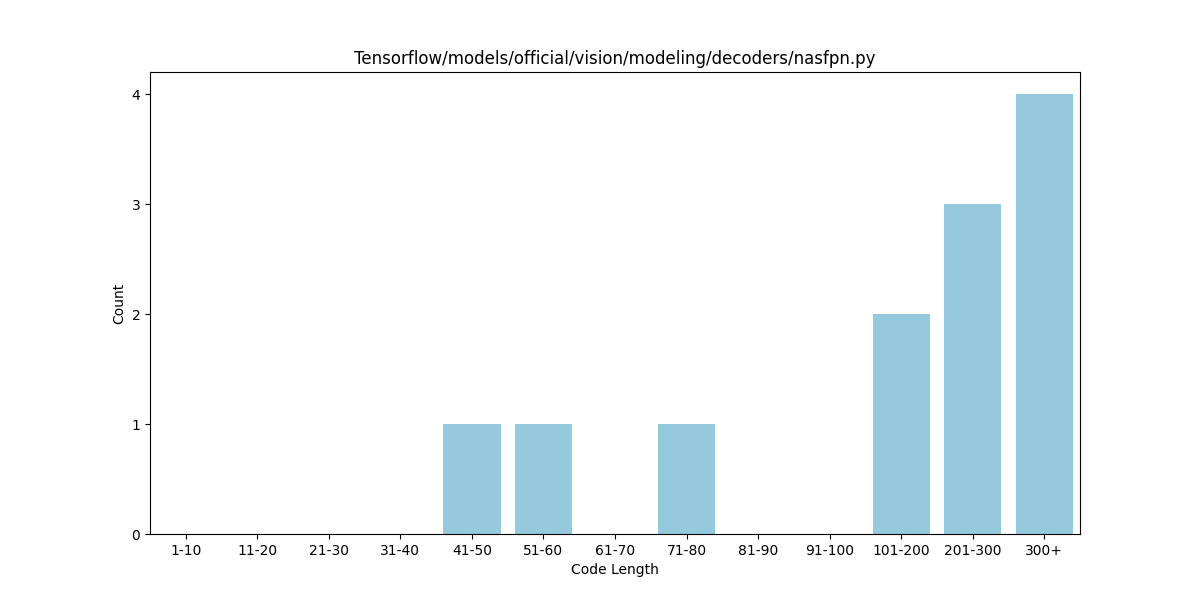 Tensorflow/models/official/vision/modeling/decoders/nasfpn.py
4
3
2
1
0
Count
1-10 11-20 21-30 31-40 41-50 51-60 61-70 71-80 81-90 91-100 101-200 201-300 300+
Code Length